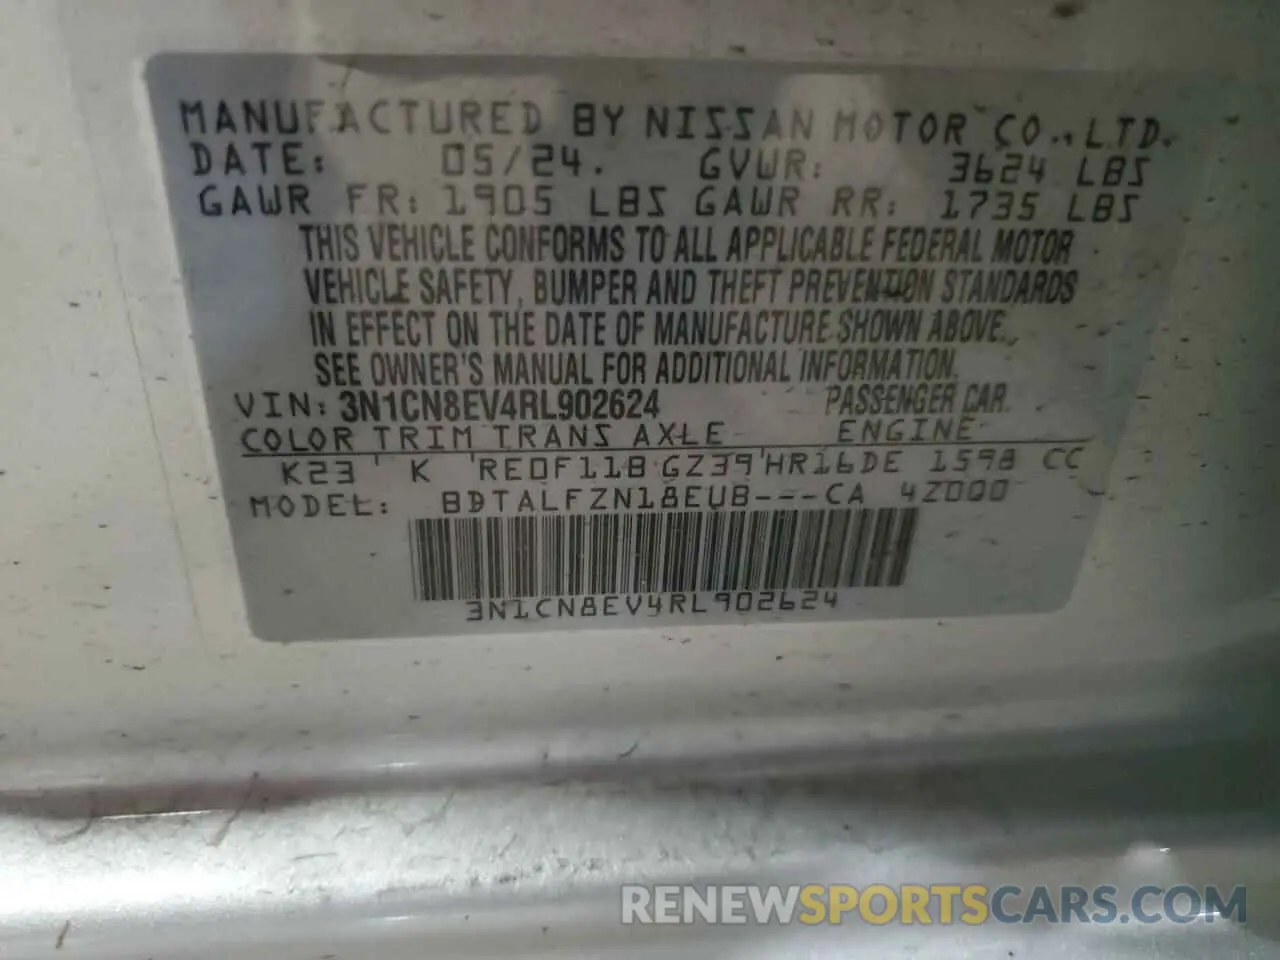 MANUFACTURED BY NISSAN MOTOR CO., LTD.
DATE: 05/24. GVWR: 3624 LBS
GAWR FR: 1905 LBS GAWR RR: 1735 LBS
THIS VEHICLE CONFORMS TO ALL APPLICABLE FEDERAL MOTOR
VEHICLE SAFETY, BUMPER AND THEFT PREVENTION STANDARDS
IN EFFECT ON THE DATE OF MANUFACTURE SHOWN ABOVE.
SEE OWNER'S MANUAL FOR ADDITIONAL INFORMATION.
VIN: 3N1CN8EV4RL902624 PASSENGER CAR.
COLOR TRIM TRANS AXLE ENGINE
K23 K RE0F11B GZ39 HR16DE 1598 CC
MODEL: BDTALFZN18EUB---CA 4Z000
3N1CN8EV4RL902624
RENEWSPORTSCARS.COM